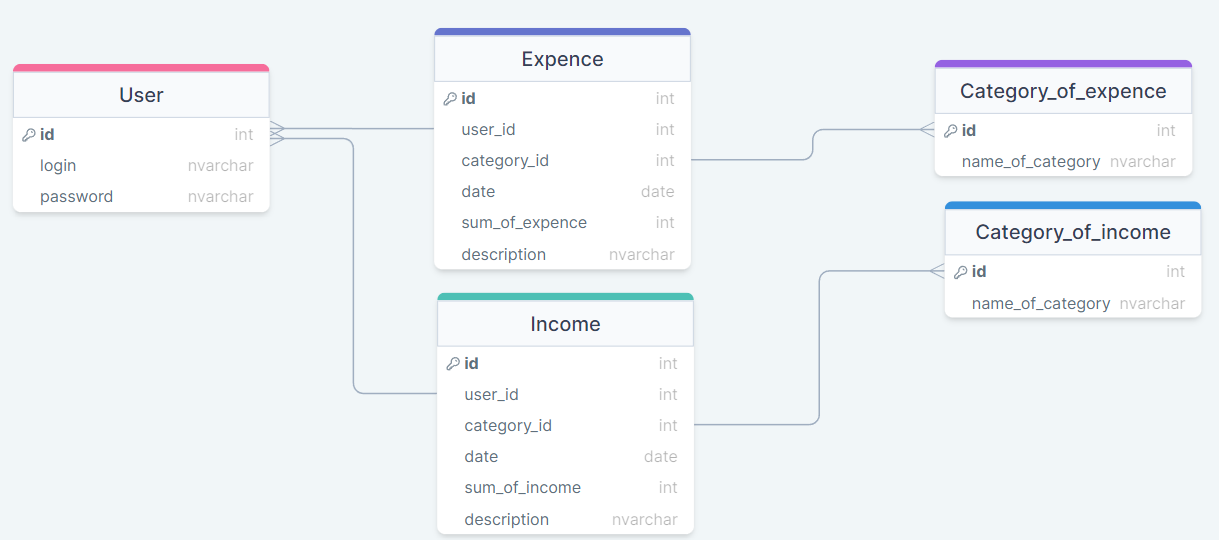 User
id int
login nvarchar
password nvarchar
Expence
id int
user_id int
category_id int
date date
sum_of_expence int
description nvarchar
Income
id int
user_id int
category_id int
date date
sum_of_income int
description nvarchar
Category_of_expence
id int
name_of_category nvarchar
Category_of_income
id int
name_of_category nvarchar